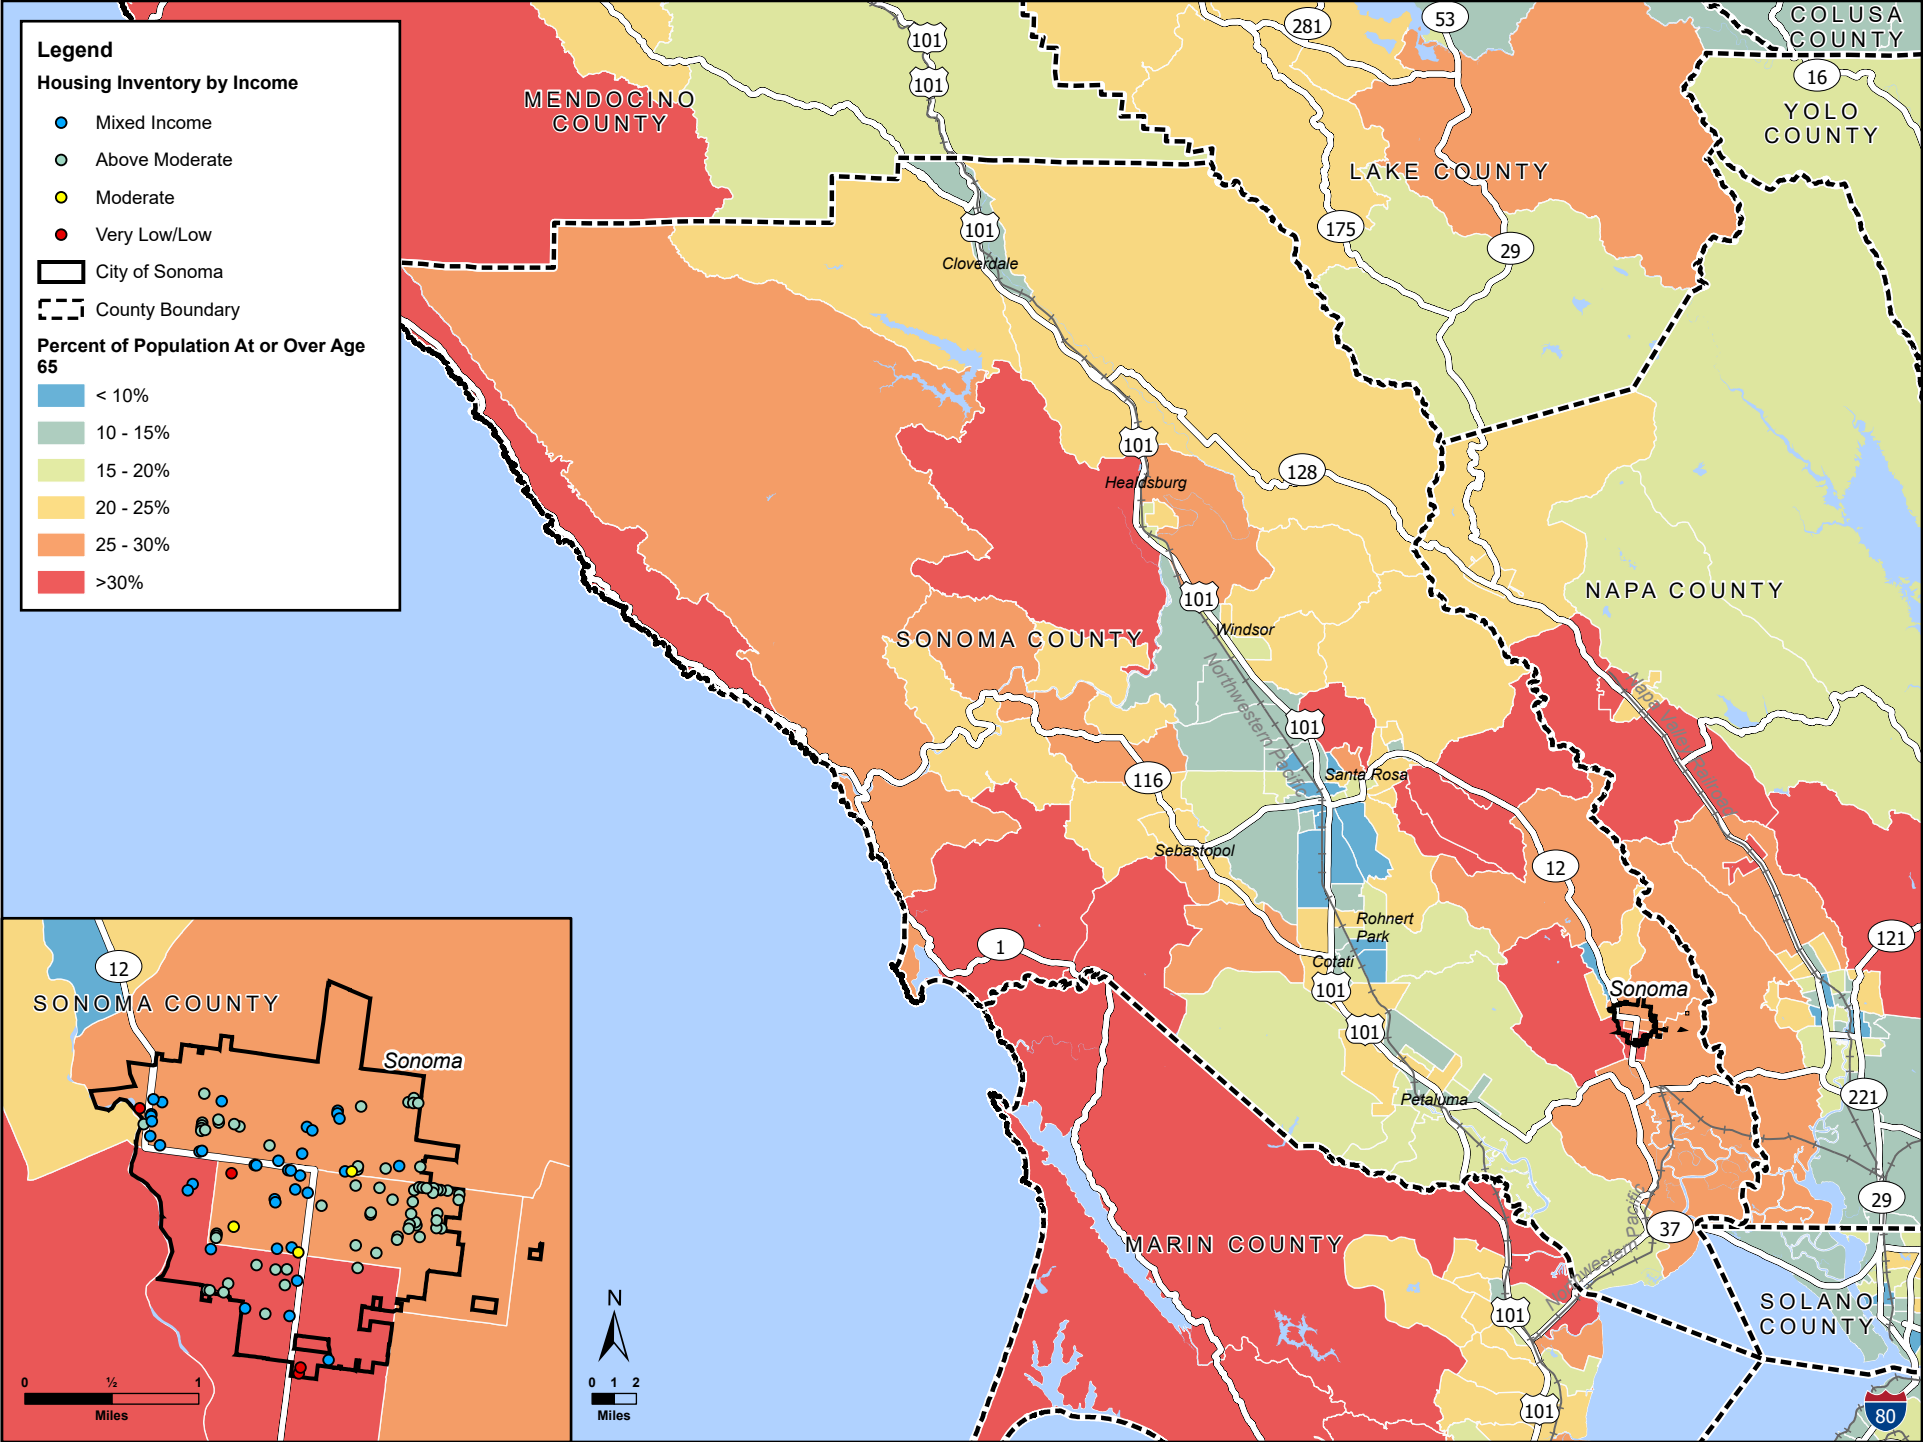 Legend
Housing Inventory by Income
Mixed Income
Above Moderate
Moderate
Very Low/Low
City of Sonoma
County Boundary
Percent of Population At or Over Age
65
< 10%
10 - 15%
15 - 20%
20 - 25%
25 - 30%
>30%
MENDOCINO
COUNTY
101
101
281
53
COLUSA
COUNTY
16
YOLO
COUNTY
LAKE COUNTY
175
29
101
Cloverdale
101
Healdsburg
128
101
Windsor
NAPA COUNTY
SONOMA COUNTY
Northwestern Pacific
Napa Valley Railroad
101
Santa Rosa
116
Sebastopol
12
Rohnert
Park
Cotati
1
101
101
Sonoma
121
Petaluma
221
29
37
Northwestern Pacific
MARIN COUNTY
101
101
SOLANO
COUNTY
80
12
SONOMA COUNTY
Sonoma
0 ½ 1
Miles
N
0 1 2
Miles